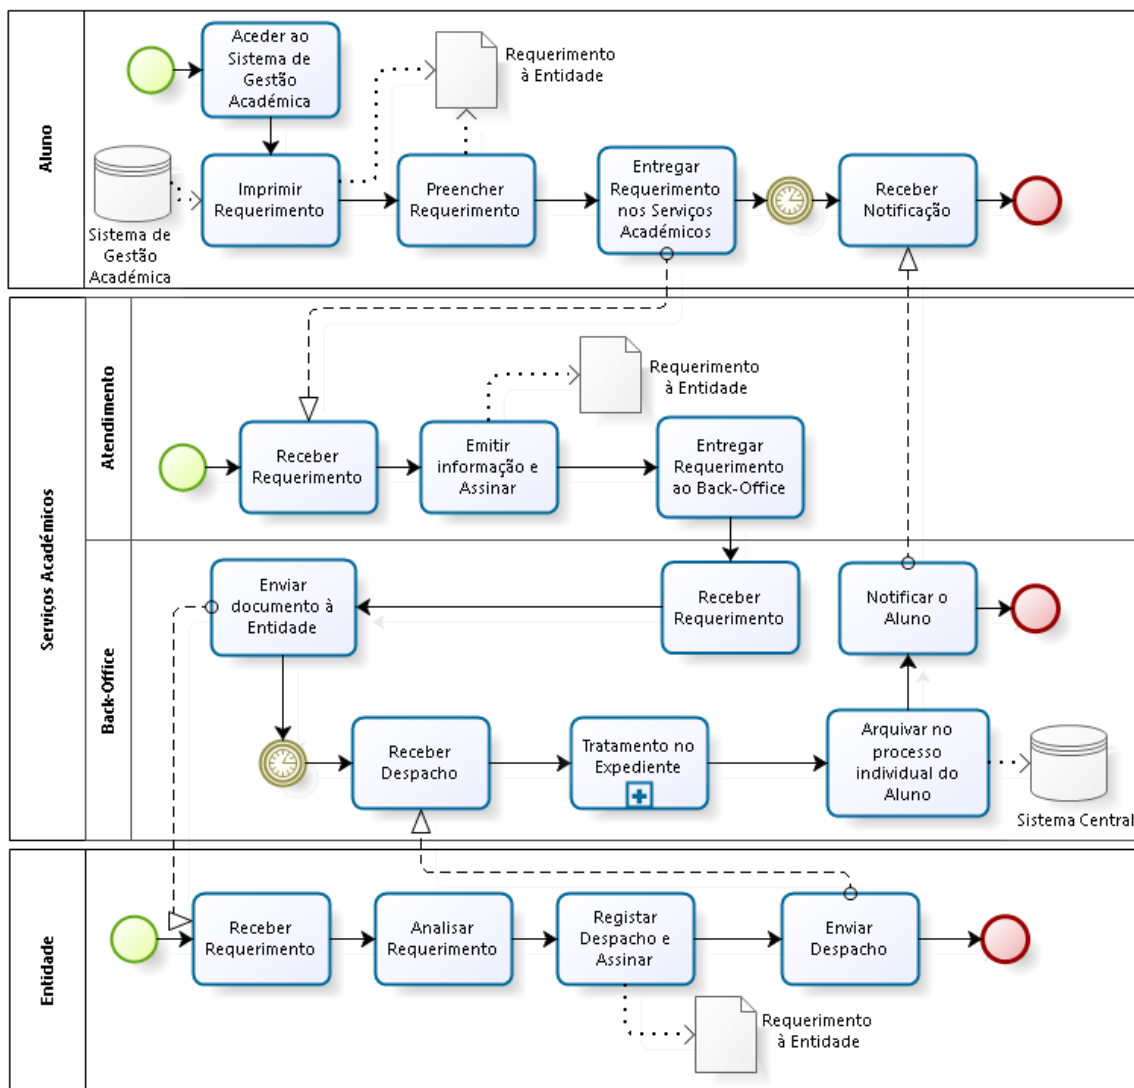 Aluno
Aceder ao
Sistema de
Gestão
Académica
Requerimento
à Entidade
Sistema de
Gestão
Académica
Imprimir
Requerimento
Preencher
Requerimento
Entregar
Requerimento
nos Serviços
Académicos
Receber
Notificação
Serviços Académicos
Atendimento
Requerimento
à Entidade
Receber
Requerimento
Emitir
informação e
Assinar
Entregar
Requerimento
ao Back-Office
Back-Office
Enviar
documento à
Entidade
Receber
Requerimento
Notificar o
Aluno
Receber
Despacho
Tratamento no
Expediente
Arquivar no
processo
individual do
Aluno
Sistema Central
Entidade
Receber
Requerimento
Analisar
Requerimento
Registar
Despacho e
Assinar
Enviar
Despacho
Requerimento
à Entidade